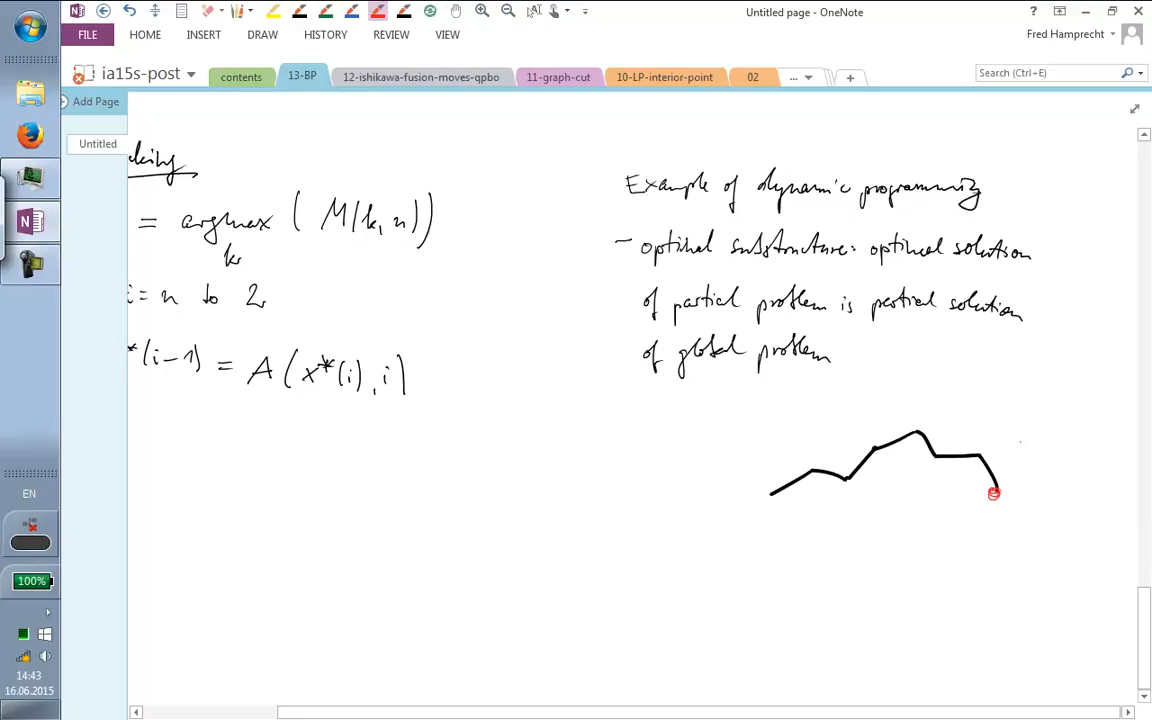 Untitled page - OneNote
FILE HOME INSERT DRAW HISTORY REVIEW VIEW
Fred Hamprecht
ia15s-post contents 13-BP 12-ishikawa-fusion-moves-qpbo 11-graph-cut 10-LP-interior-point 02 ...
Search (Ctrl+E)
Add Page
Untitled
king
= argmax ( M(k, n))
k
i = n to 2
*(i-1) = A(x*(i), i)
Example of dynamic programming
- optimal substructure: optimal solution
of partial problem is partial solution
of global problem
EN
100%
14:43
16.06.2015